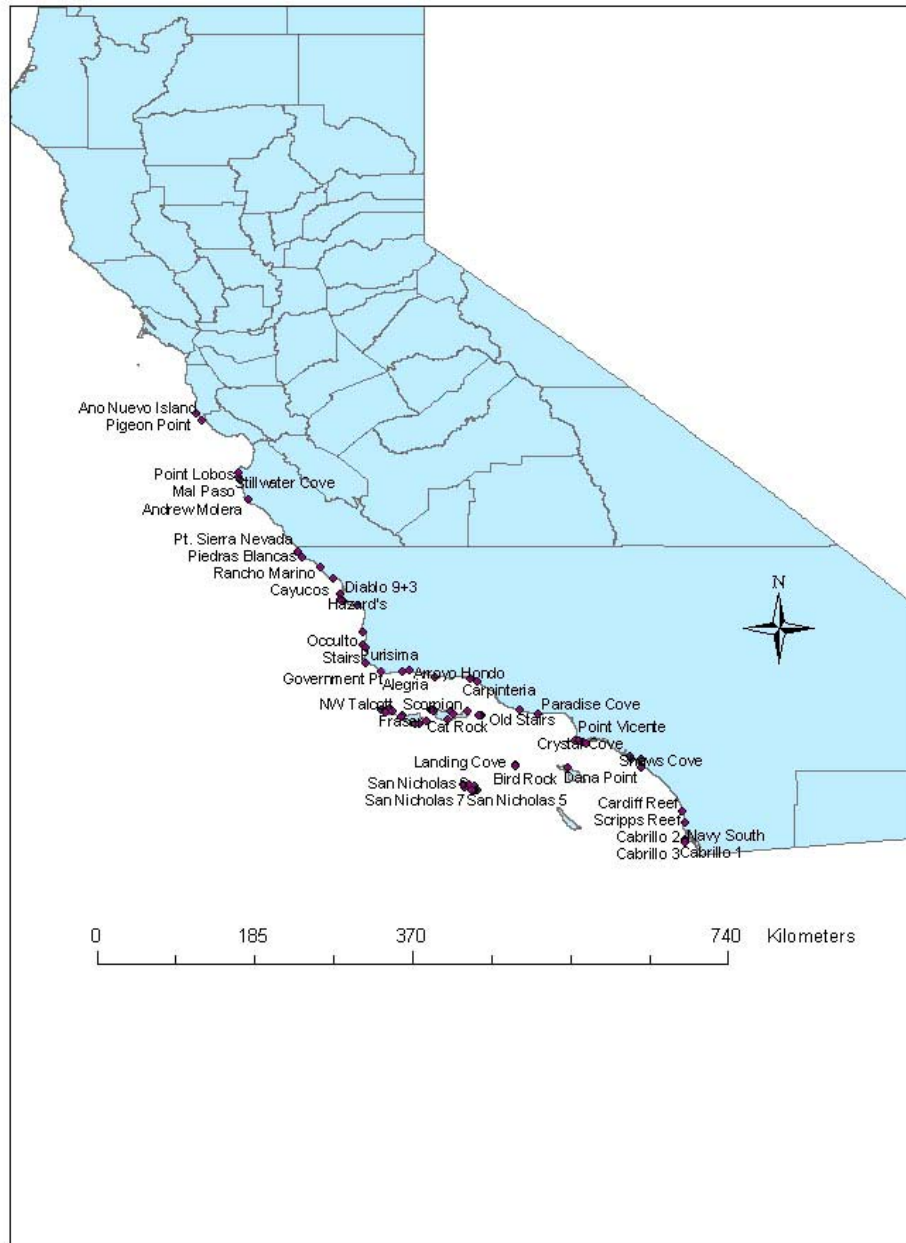 Ano Nuevo Island
Pigeon Point
Point Lobos
Stillwater Cove
Mal Paso
Andrew Molera
Pt. Sierra Nevada
Piedras Blancas
Rancho Marino
Cayucos
Diablo 9+3
Hazard's
Occulto
Purisima
Stairs
Government Pt
Alegria
Arroyo Hondo
Carpinteria
NW Talcott
Scorpion
Paradise Cove
Fraser
Cat Rock
Old Stairs
Point Vicente
Crystal Cove
Landing Cove
Bird Rock
Dana Point
Shaws Cove
San Nicholas
San Nicholas 7
San Nicholas 5
Cardiff Reef
Scripps Reef
Cabrillo 2
Navy South
Cabrillo 3
Cabrillo 1
N
0 185 370 740 Kilometers